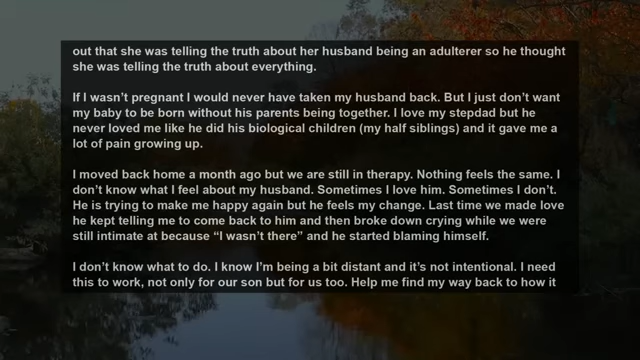 out that she was telling the truth about her husband being an adulterer so he thought
she was telling the truth about everything.
If I wasn’t pregnant I would never have taken my husband back. But I just don’t want
my baby to be born without his parents being together. I love my stepdad but he
never loved me like he did his biological children (my half siblings) and it gave me a
lot of pain growing up.
I moved back home a month ago but we are still in therapy. Nothing feels the same. I
don’t know what I feel about my husband. Sometimes I love him. Sometimes I don’t.
He is trying to make me happy again but he feels my change. Last time we made love
he kept telling me to come back to him and then broke down crying while we were
still intimate at because “I wasn’t there” and he started blaming himself.
I don’t know what to do. I know I’m being a bit distant and it’s not intentional. I need
this to work, not only for our son but for us too. Help me find my way back to how it